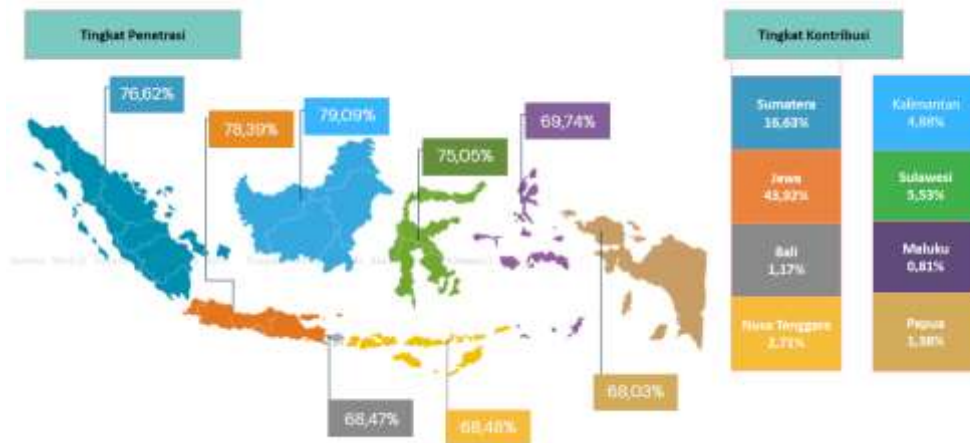 Tingkat Penetrasi
Tingkat Kontribusi
76,62%
78,39%
79,09%
69,74%
75,05%
68,47%
68,48%
68,03%
Sumatera
16,63%
Kalimantan
4,88%
Jawa
43,92%
Sulawesi
5,53%
Bali
1,17%
Meluku
0,81%
Nusa Tenggara
2,71%
Papua
1,38%